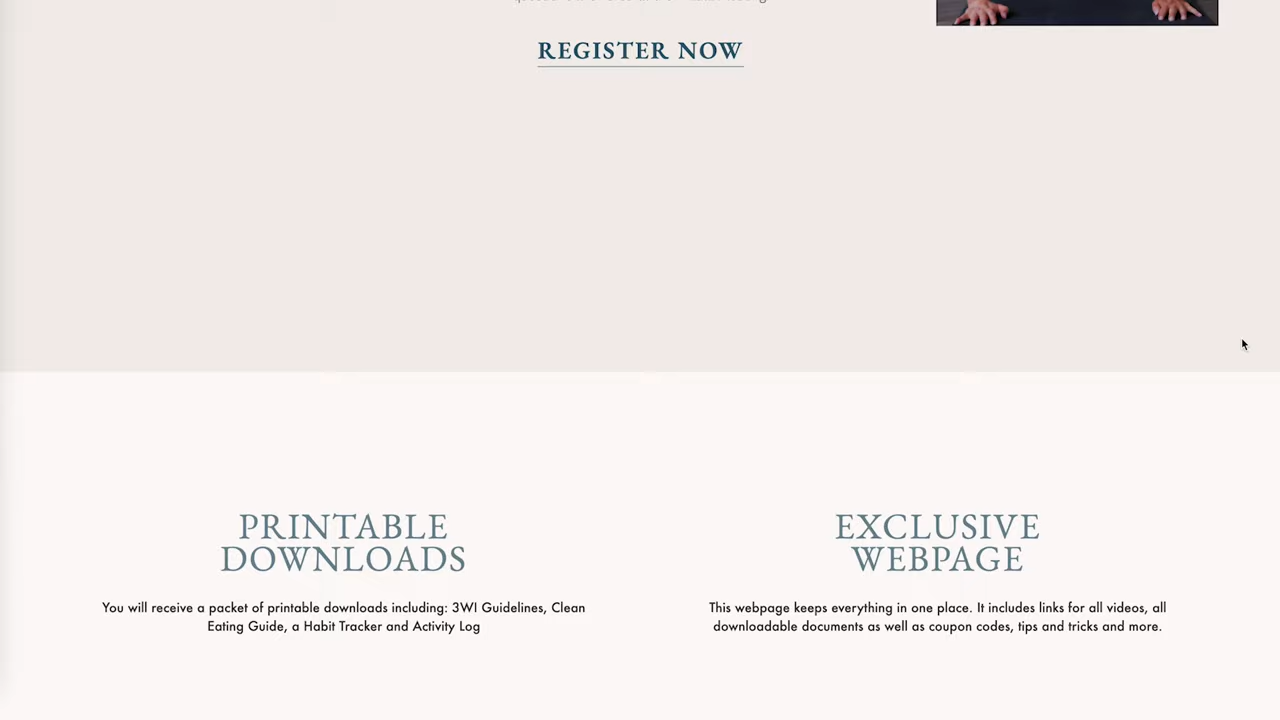 REGISTER NOW
PRINTABLE
DOWNLOADS
You will receive a packet of printable downloads including: 3WI Guidelines, Clean
Eating Guide, a Habit Tracker and Activity Log
EXCLUSIVE
WEBPAGE
This webpage keeps everything in one place. It includes links for all videos, all
downloadable documents as well as coupon codes, tips and tricks and more.